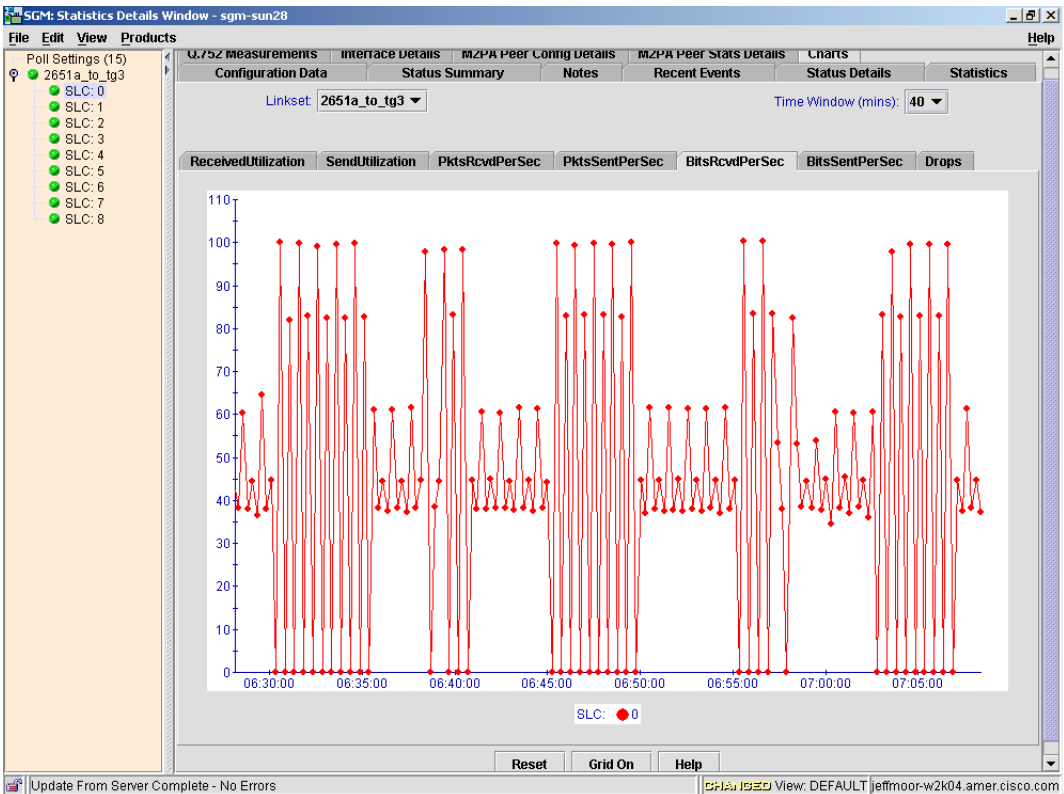 SGM: Statistics Details Window - sgm-sun28
File Edit View Products Help
Poll Settings (15)
2651a_to_tg3
SLC: 0
SLC: 1
SLC: 2
SLC: 3
SLC: 4
SLC: 5
SLC: 6
SLC: 7
SLC: 8
Q.752 Measurements Interface Details M2PA Peer Config Details M2PA Peer Stats Details Charts
Configuration Data Status Summary Notes Recent Events Status Details Statistics
Linkset: 2651a_to_tg3 Time Window (mins): 40
ReceivedUtilization SendUtilization PktsRcvdPerSec PktsSentPerSec BitsRcvdPerSec BitsSentPerSec Drops
110
100
90
80
70
60
50
40
30
20
10
0
06:30:00 06:35:00 06:40:00 06:45:00 06:50:00 06:55:00 07:00:00 07:05:00
SLC: 0
Reset Grid On Help
Update From Server Complete - No Errors CHANGED View: DEFAULT jeffmoor-w2k04.amer.cisco.com